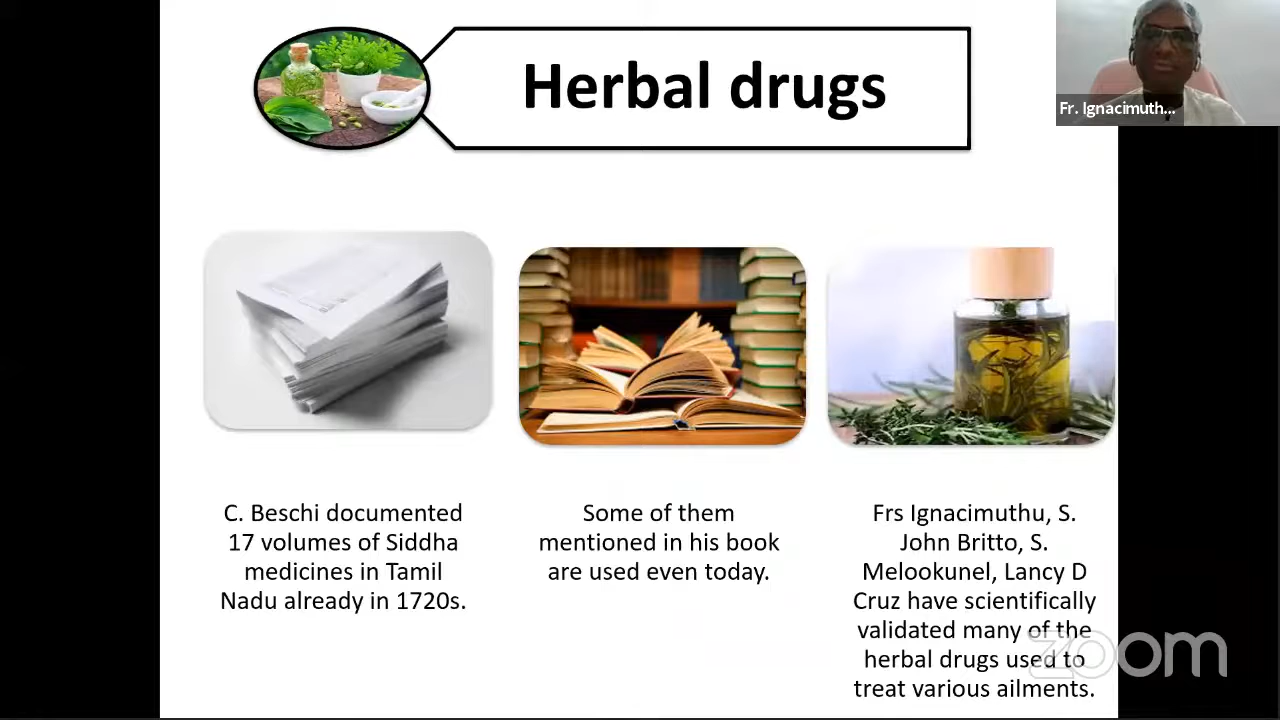 Herbal drugs
Fr. Ignacimuth...
C. Beschi documented
17 volumes of Siddha
medicines in Tamil
Nadu already in 1720s.
Some of them
mentioned in his book
are used even today.
Frs Ignacimuthu, S.
John Britto, S.
Melookunel, Lancy D
Cruz have scientifically
validated many of the
herbal drugs used to
treat various ailments.
zoom